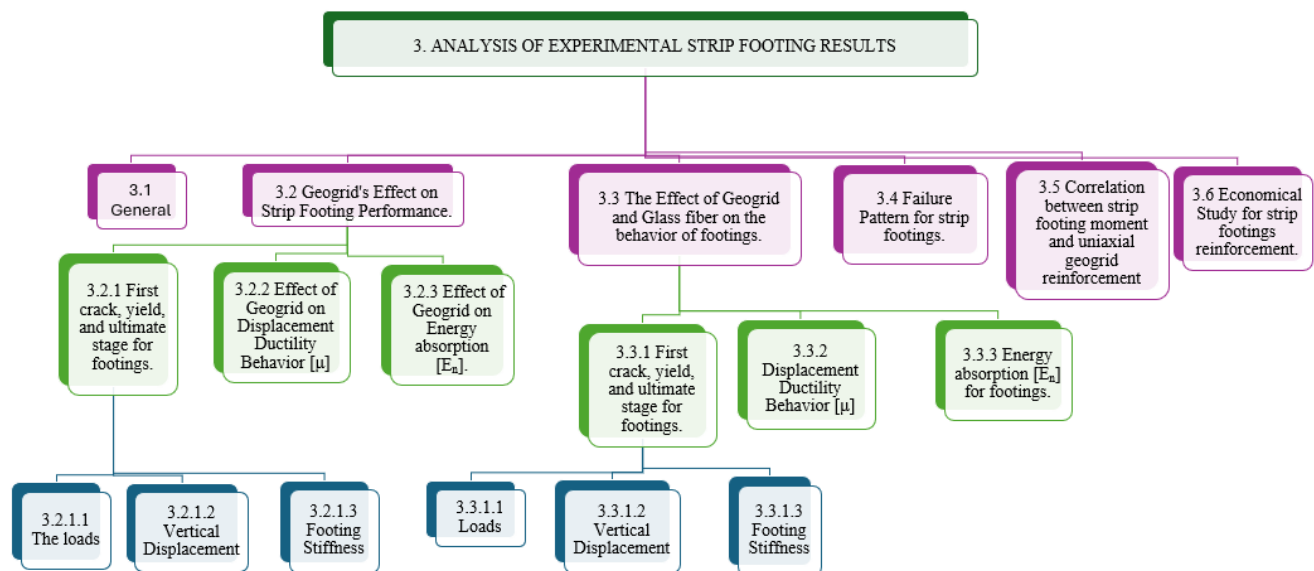 3. ANALYSIS OF EXPERIMENTAL STRIP FOOTING RESULTS
3.1
General
3.2 Geogrid's Effect on
Strip Footing Performance.
3.3 The Effect of Geogrid
and Glass fiber on the
behavior of footings.
3.4 Failure
Pattern for strip
footings.
3.5 Correlation
between strip
footing moment
and uniaxial
geogrid
reinforcement
3.6 Economical
Study for strip
footings
reinforcement.
3.2.1 First
crack, yield,
and ultimate
stage for
footings.
3.2.2 Effect of
Geogrid on
Displacement
Ductility
Behavior [µ]
3.2.3 Effect of
Geogrid on
Energy
absorption
[Eₙ].
3.3.1 First
crack, yield,
and ultimate
stage for
footings.
3.3.2
Displacement
Ductility
Behavior [µ]
3.3.3 Energy
absorption [Eₙ]
for footings.
3.2.1.1
The loads
3.2.1.2
Vertical
Displacement
3.2.1.3
Footing
Stiffness
3.3.1.1
Loads
3.3.1.2
Vertical
Displacement
3.3.1.3
Footing
Stiffness